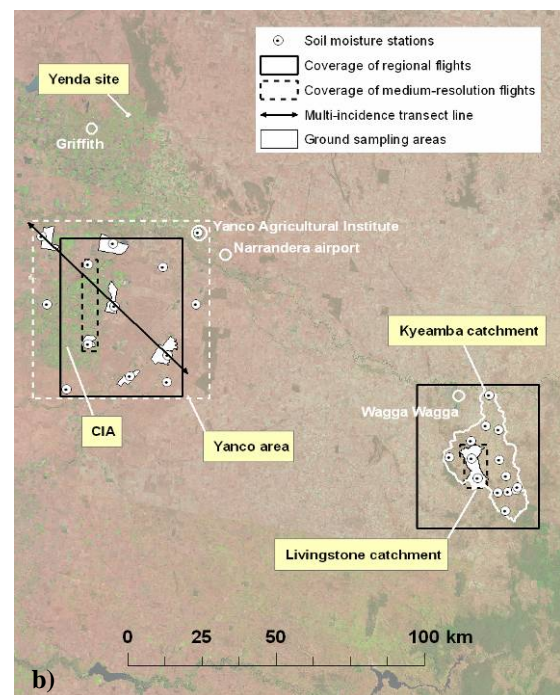 Soil moisture stations
Coverage of regional flights
Coverage of medium-resolution flights
Multi-incidence transect line
Ground sampling areas
Yenda site
Griffith
Yanco Agricultural Institute
Narrandera airport
Kyeamba catchment
Wagga Wagga
CIA
Yanco area
Livingstone catchment
0 25 50 100 km
b)